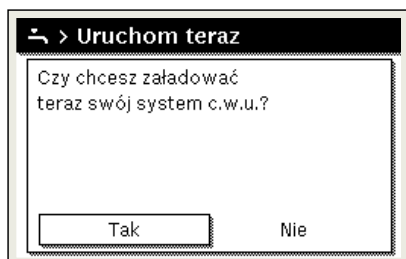 > Uruchom teraz
Czy chcesz załadować
teraz swój system c.w.u.?
Tak
Nie